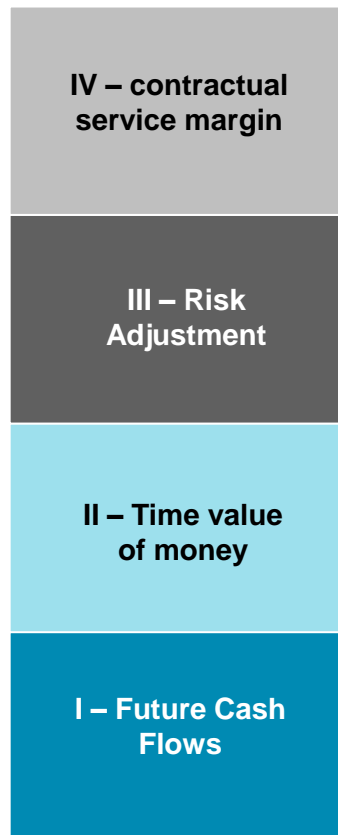 IV – contractual
service margin
III – Risk
Adjustment
II – Time value
of money
I – Future Cash
Flows